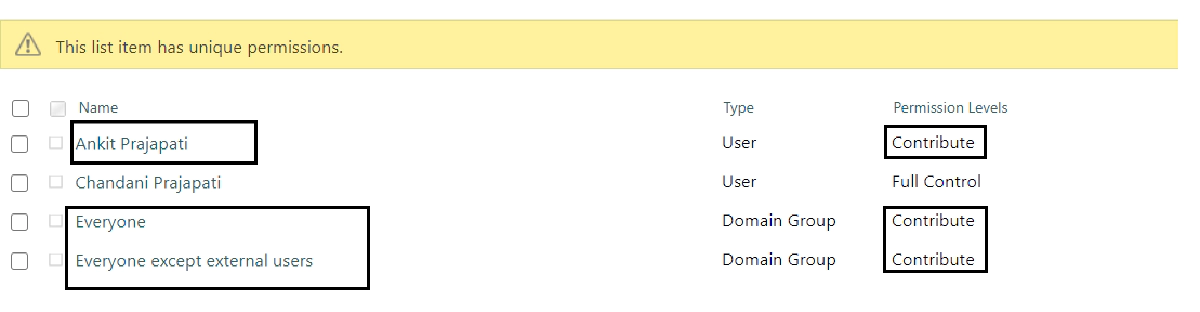 This list item has unique permissions.
Name Type Permission Levels
Ankit Prajapati User Contribute
Chandani Prajapati User Full Control
Everyone Domain Group Contribute
Everyone except external users Domain Group Contribute